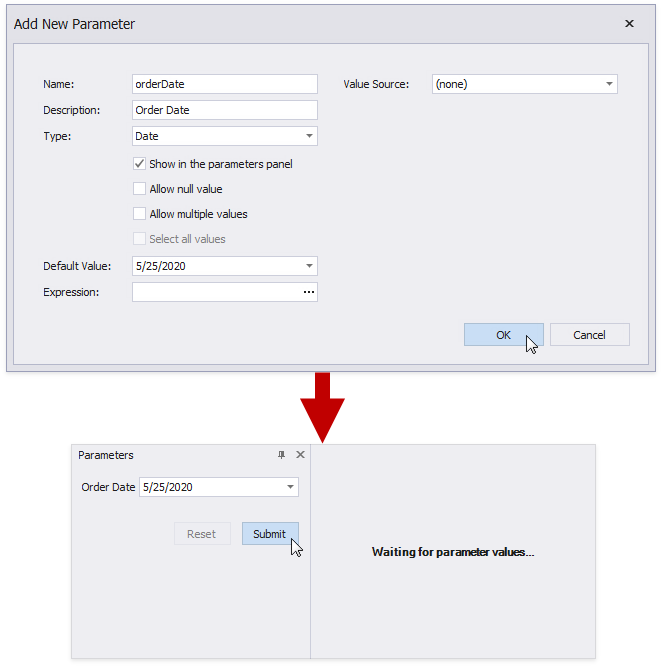 Add New Parameter
Name: orderDate Value Source: (none)
Description: Order Date
Type: Date
Show in the parameters panel
Allow null value
Allow multiple values
Select all values
Default Value: 5/25/2020
Expression: ...
OK Cancel
Parameters
Order Date 5/25/2020
Reset Submit
Waiting for parameter values...